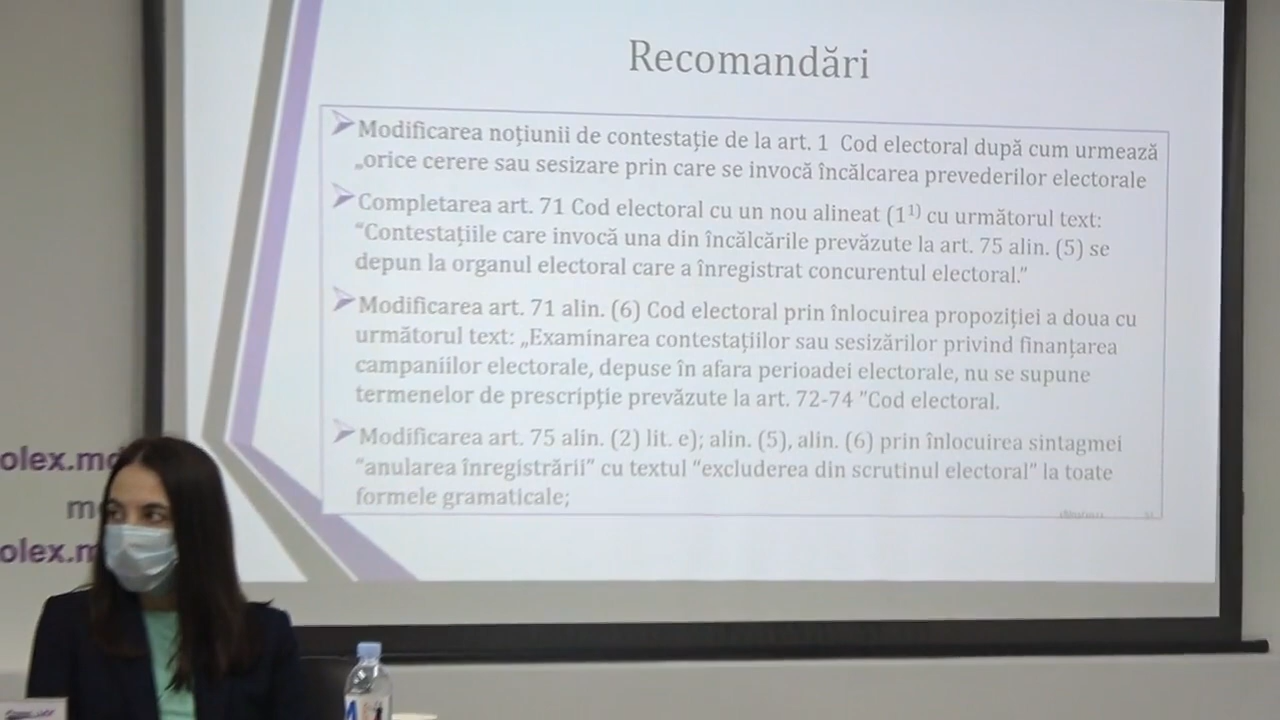 Recomandări
Modificarea noțiunii de contestație de la art. 1 Cod electoral după cum urmează
„orice cerere sau sesizare prin care se invocă încălcarea prevederilor electorale
Completarea art. 71 Cod electoral cu un nou alineat (1¹⁾ cu următorul text:
“Contestațiile care invocă una din încălcările prevăzute la art. 75 alin. (5) se
depun la organul electoral care a înregistrat concurentul electoral.”
Modificarea art. 71 alin. (6) Cod electoral prin înlocuirea propoziției a doua cu
următorul text: „Examinarea contestațiilor sau sesizărilor privind finanțarea
campaniilor electorale, depuse în afara perioadei electorale, nu se supune
termenelor de prescripție prevăzute la art. 72-74 ”Cod electoral.
Modificarea art. 75 alin. (2) lit. e); alin. (5), alin. (6) prin înlocuirea sintagmei
“anularea înregistrării” cu textul “excluderea din scrutinul electoral” la toate
formele gramaticale;
olex.md
olex.m